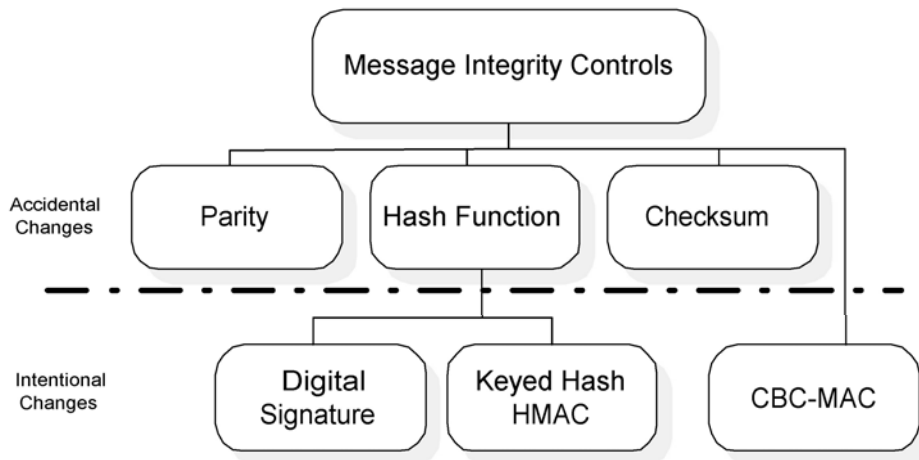 Message Integrity Controls
Accidental
Changes
Parity
Hash Function
Checksum
Intentional
Changes
Digital
Signature
Keyed Hash
HMAC
CBC-MAC